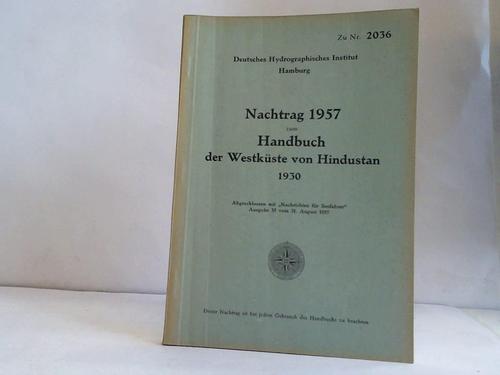 Zu Nr. 2036
Deutsches Hydrographisches Institut
Hamburg
Nachtrag 1957
zum
Handbuch
der Westküste von Hindustan
1930
Abgeschlossen mit „Nachrichten für Seefahrer"
Ausgabe 35 vom 31. August 1957
Dieser Nachtrag ist bei jedem Gebrauch des Handbuchs zu beachten